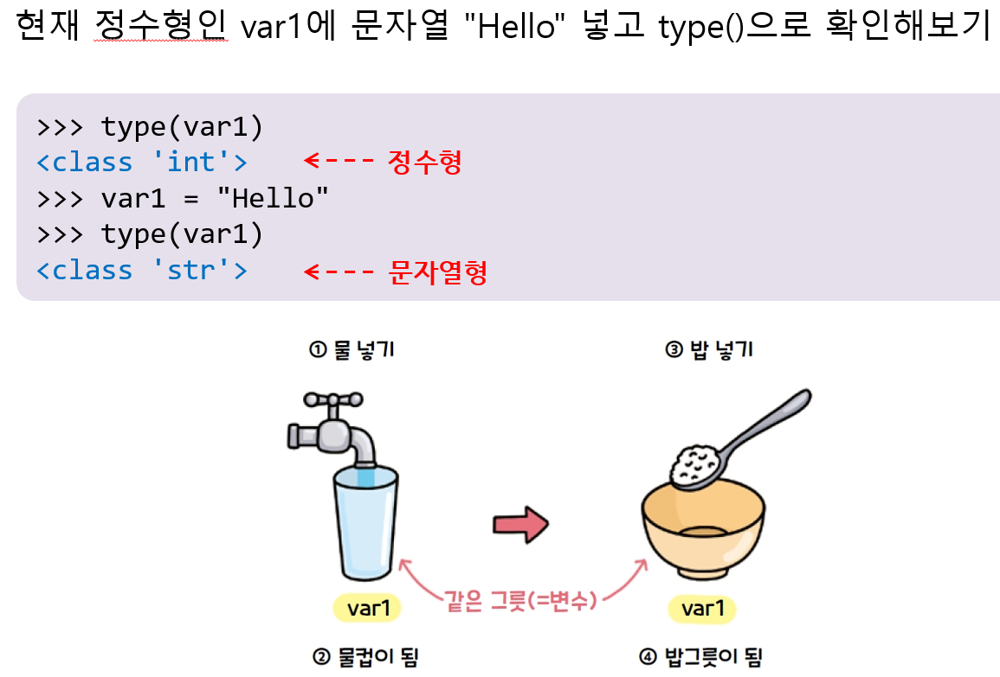 현재 정수형인 var1에 문자열 "Hello" 넣고 type()으로 확인해보기
>>> type(var1)
<class 'int'> <--- 정수형
>>> var1 = "Hello"
>>> type(var1)
<class 'str'> <--- 문자열형
① 물 넣기
③ 밥 넣기
같은 그릇(=변수)
var1
var1
② 물컵이 됨
④ 밥그릇이 됨